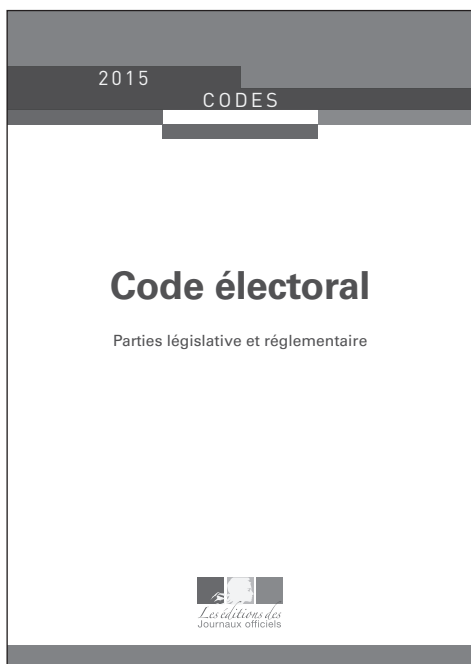 2015
CODES
Code électoral
Parties législative et réglementaire
Les éditions des
Journaux officiels